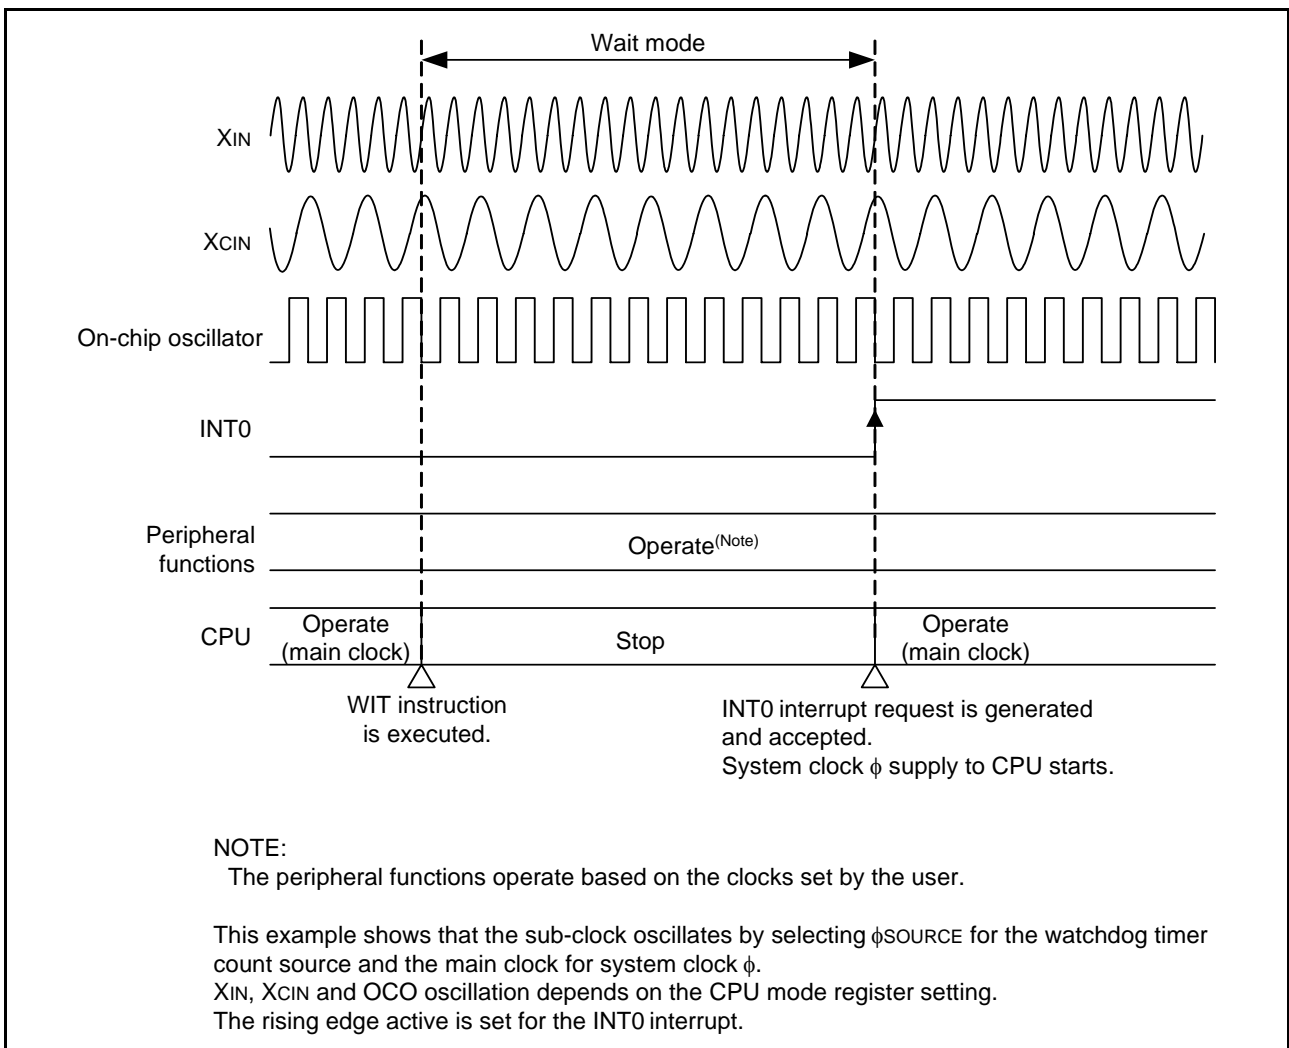 Wait mode
XIN
XCIN
On-chip oscillator
INT0
Peripheral
functions
Operate(Note)
CPU
Operate
(main clock)
Stop
Operate
(main clock)
WIT instruction
is executed.
INT0 interrupt request is generated
and accepted.
System clock ϕ supply to CPU starts.
NOTE:
The peripheral functions operate based on the clocks set by the user.
This example shows that the sub-clock oscillates by selecting ϕSOURCE for the watchdog timer
count source and the main clock for system clock ϕ.
XIN, XCIN and OCO oscillation depends on the CPU mode register setting.
The rising edge active is set for the INT0 interrupt.